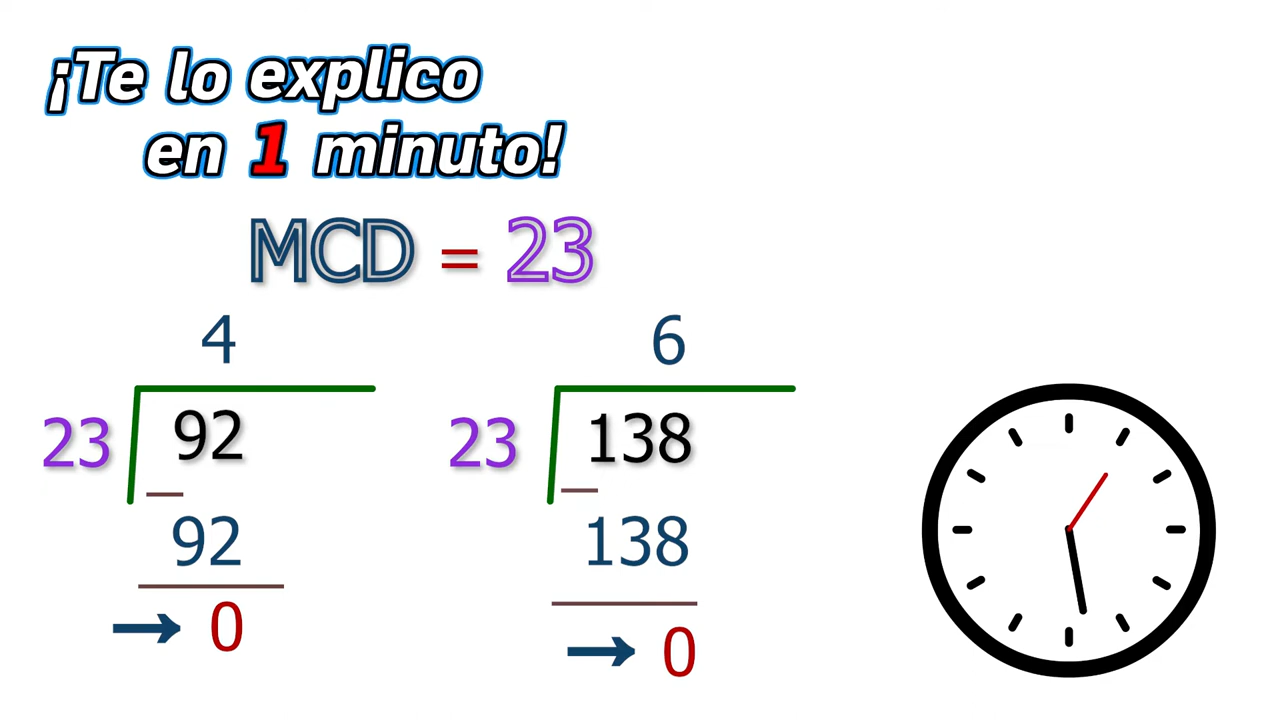 ¡Te lo explico
en 1 minuto!
MCD = 23
4
23 92
92
0
6
23 138
138
0